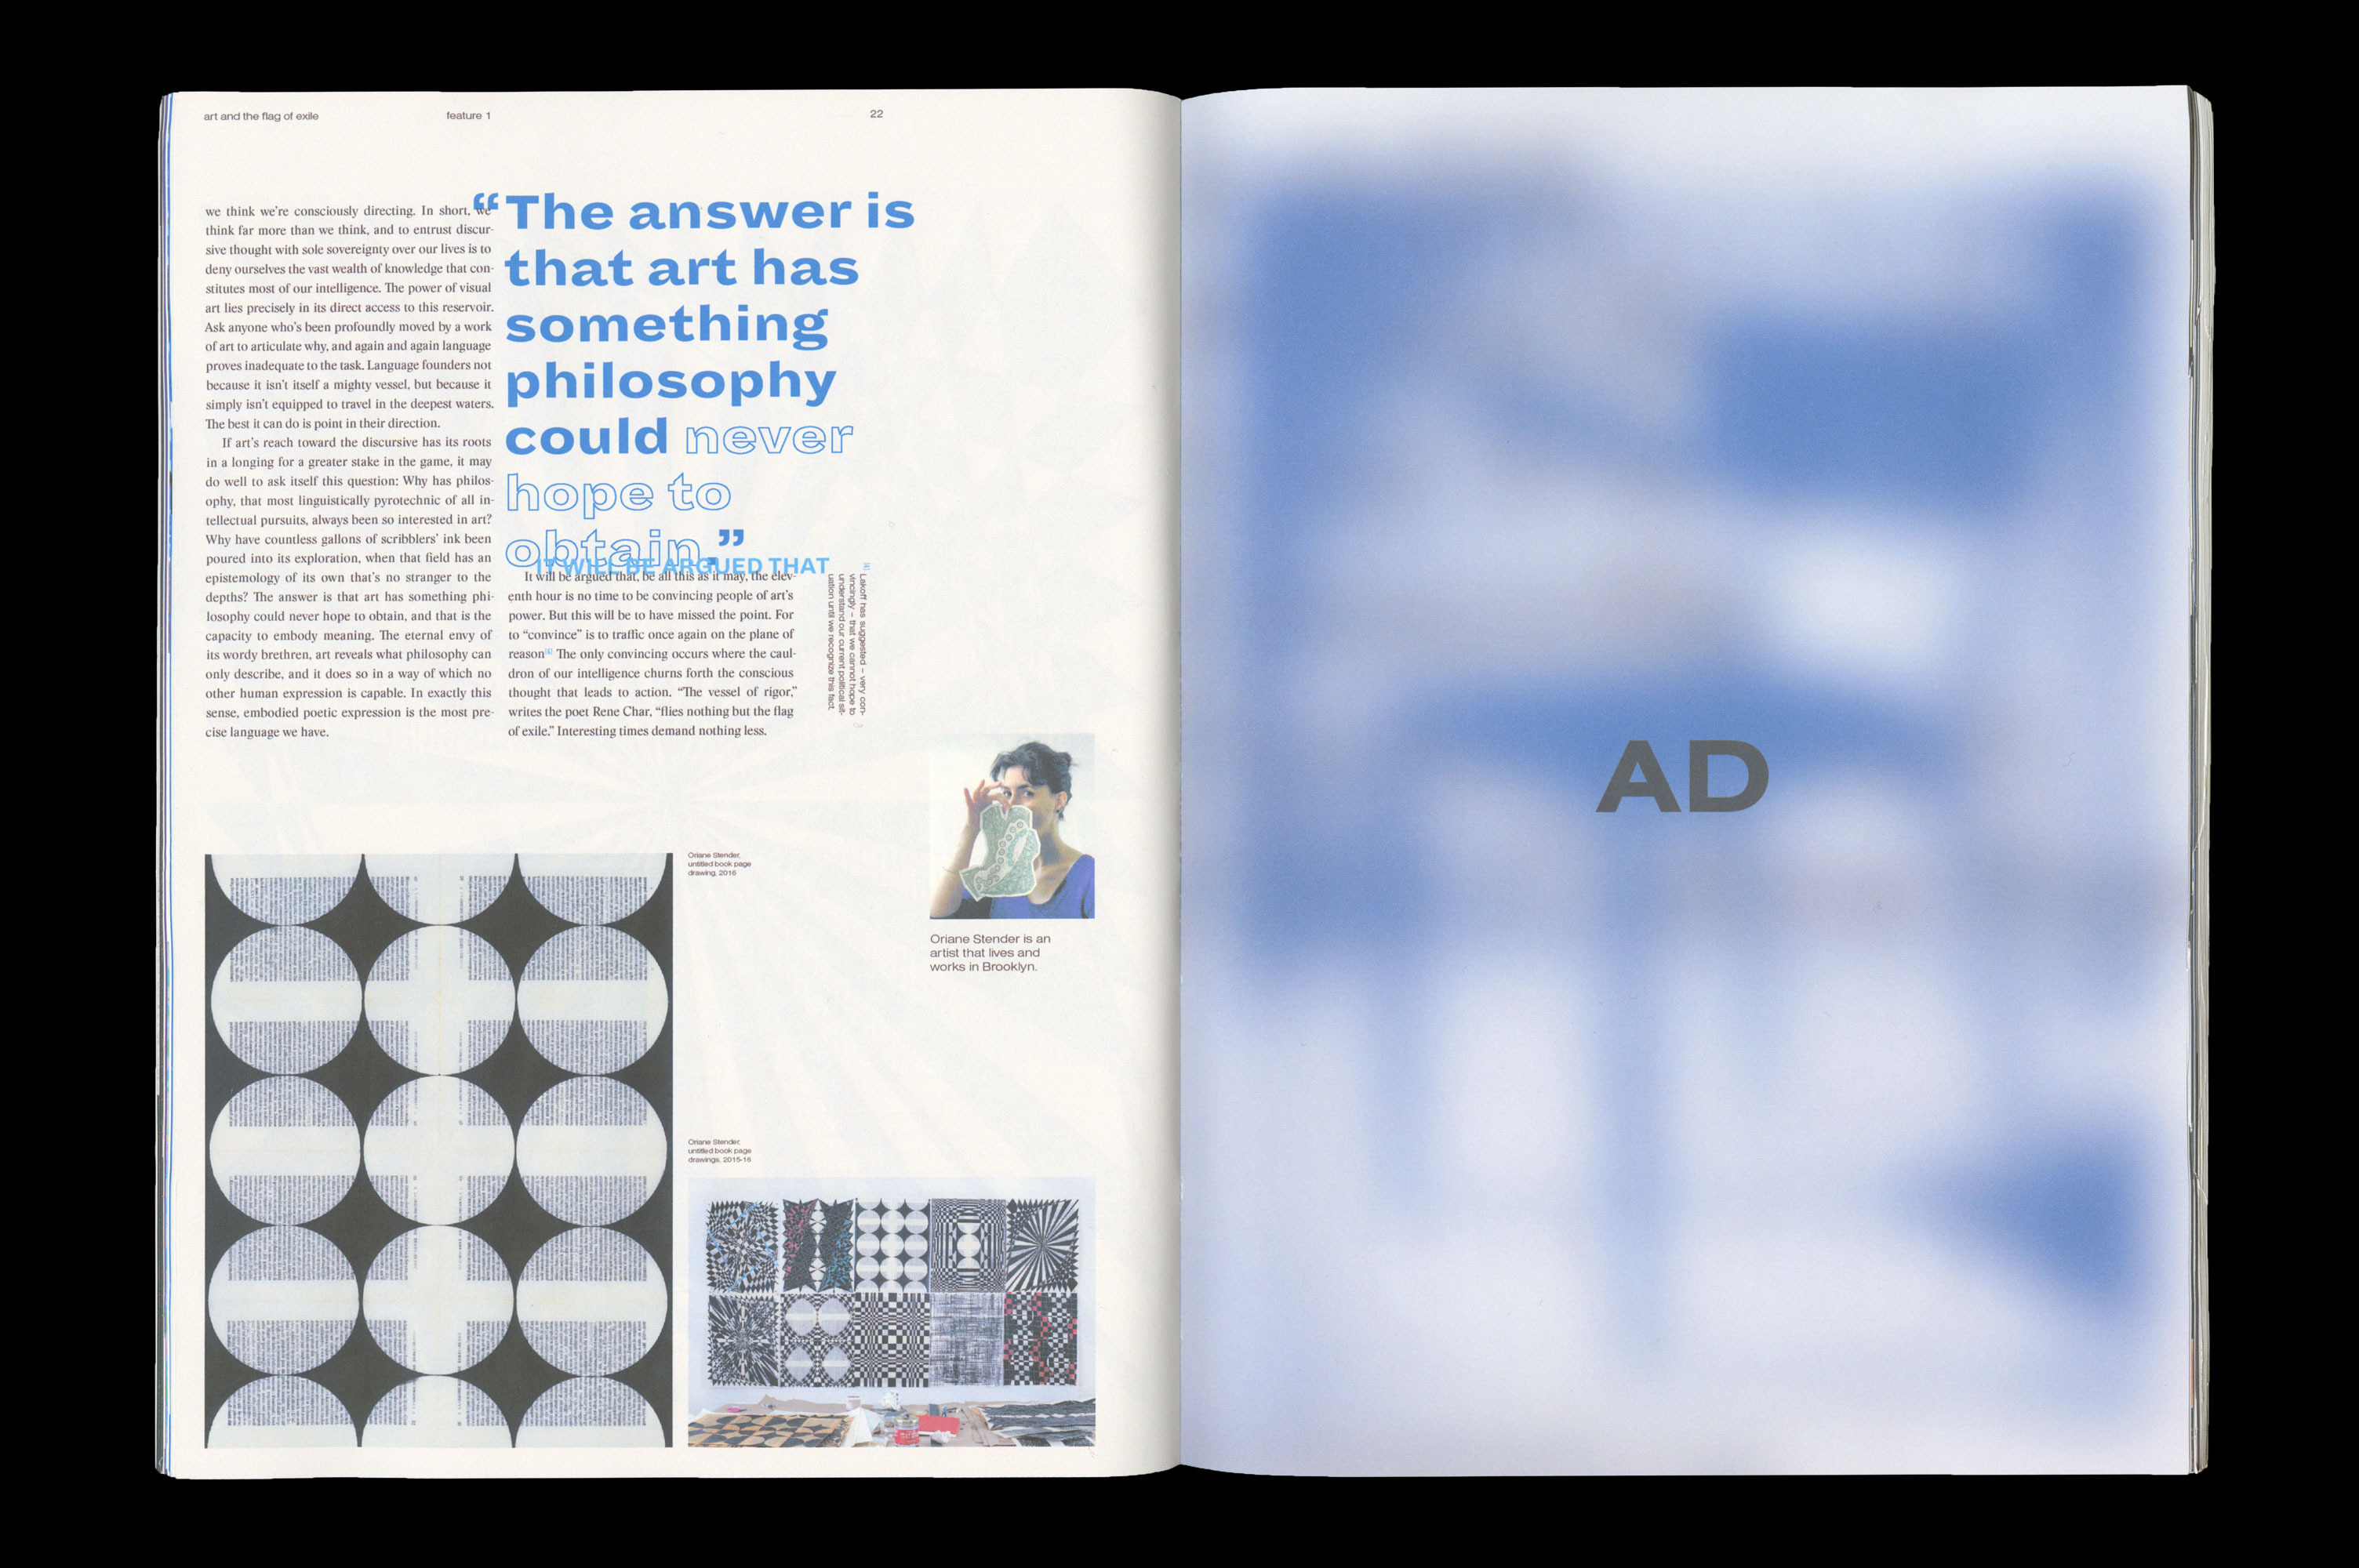 art and the flag of exile
feature 1
22
we think we're consciously directing. In short, we
think far more than we think, and to entrust discur-
sive thought with sole sovereignty over our lives is to
deny ourselves the vast wealth of knowledge that con-
stitutes most of our intelligence. The power of visual
art lies precisely in its direct access to this reservoir.
Ask anyone who's been profoundly moved by a work
of art to articulate why, and again and again language
proves inadequate to the task. Language founders not
because it isn't itself a mighty vessel, but because it
simply isn't equipped to travel in the deepest waters.
The best it can do is point in their direction.
If art's reach toward the discursive has its roots
in a longing for a greater stake in the game, it may
do well to ask itself this question: Why has philos-
ophy, that most linguistically pyrotechnic of all in-
tellectual pursuits, always been so interested in art?
Why have countless gallons of scribblers' ink been
poured into its exploration, when that field has an
epistemology of its own that's no stranger to the
depths? The answer is that art has something phi-
losophy could never hope to obtain, and that is the
capacity to embody meaning. The eternal envy of
its wordy brethren, art reveals what philosophy can
only describe, and it does so in a way of which no
other human expression is capable. In exactly this
sense, embodied poetic expression is the most pre-
cise language we have.
“The answer is
that art has
something
philosophy
could never
hope to
obtain.”
IT WILL BE ARGUED THAT
It will be argued that, be all this as it may, the elev-
enth hour is no time to be convincing people of art's
power. But this will be to have missed the point. For
to “convince” is to traffic once again on the plane of
reason[4] The only convincing occurs where the caul-
dron of our intelligence churns forth the conscious
thought that leads to action. “The vessel of rigor,”
writes the poet Rene Char, “flies nothing but the flag
of exile.” Interesting times demand nothing less.
[4]
Lakoff has suggested – very con-
vincingly – that we cannot hope to
understand our current political sit-
uation until we recognize this fact.
Oriane Stender is an
artist that lives and
works in Brooklyn.
Oriane Stender,
untitled book page
drawing, 2016
Oriane Stender,
untitled book page
drawings, 2015-16
AD